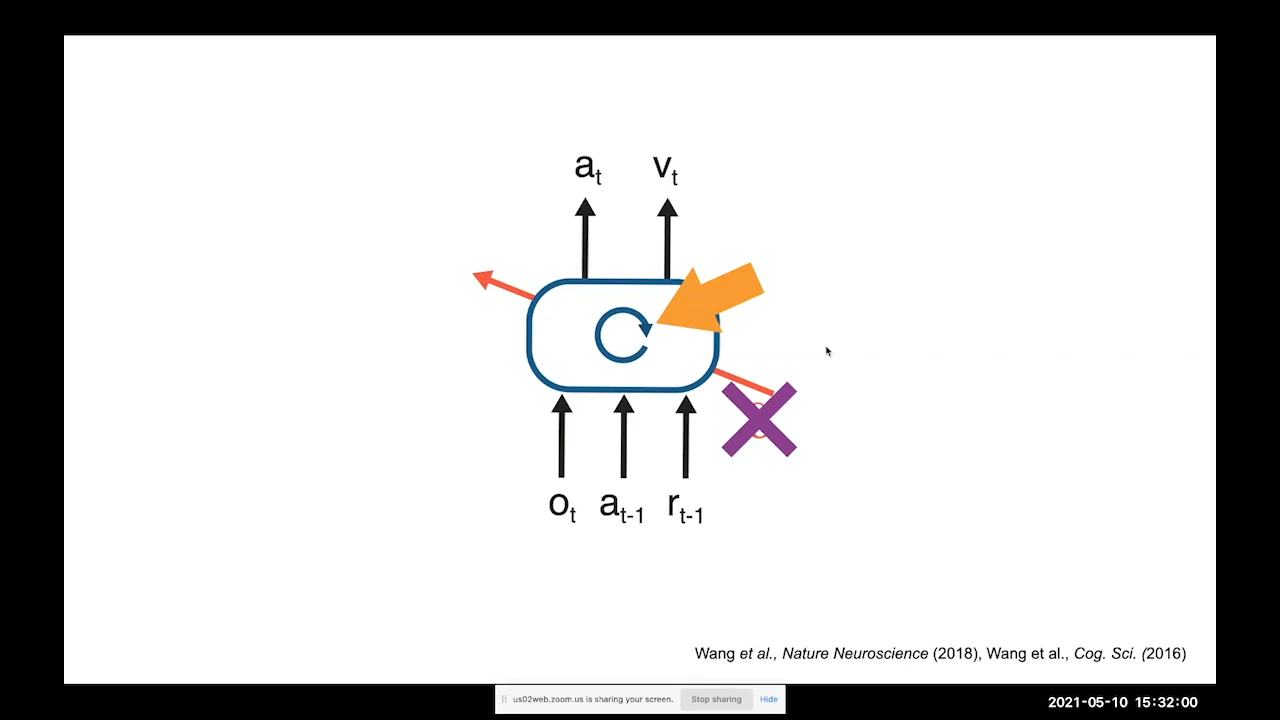 at vt
ot at-1 rt-1
Wang et al., Nature Neuroscience (2018), Wang et al., Cog. Sci. (2016)
us02web.zoom.us is sharing your screen. Stop sharing Hide
2021-05-10 15:32:00